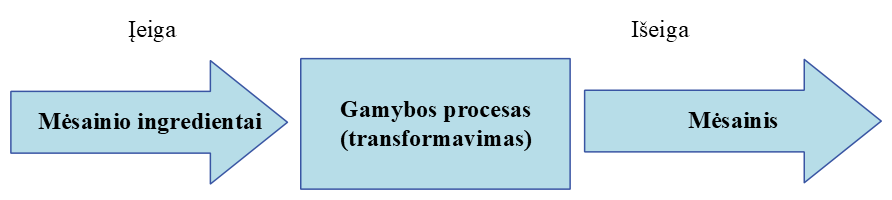 Įeiga
Išeiga
Mėsainio ingredientai
Gamybos procesas
(transformavimas)
Mėsainis